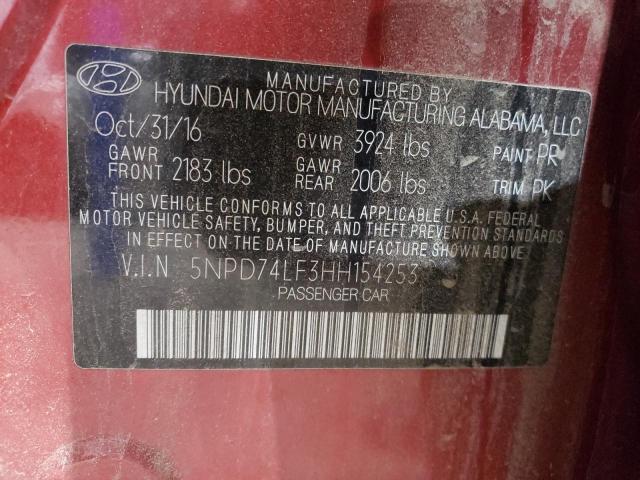 MANUFACTURED BY
HYUNDAI MOTOR MANUFACTURING ALABAMA, LLC
Oct/31/16 GVWR 3924 lbs PAINT PR
GAWR FRONT 2183 lbs GAWR REAR 2006 lbs TRIM PK
THIS VEHICLE CONFORMS TO ALL APPLICABLE U.S.A. FEDERAL
MOTOR VEHICLE SAFETY, BUMPER, AND THEFT PREVENTION STANDARDS
IN EFFECT ON THE DATE OF MANUFACTURE SHOWN ABOVE.
V.I.N 5NPD74LF3HH154253
PASSENGER CAR